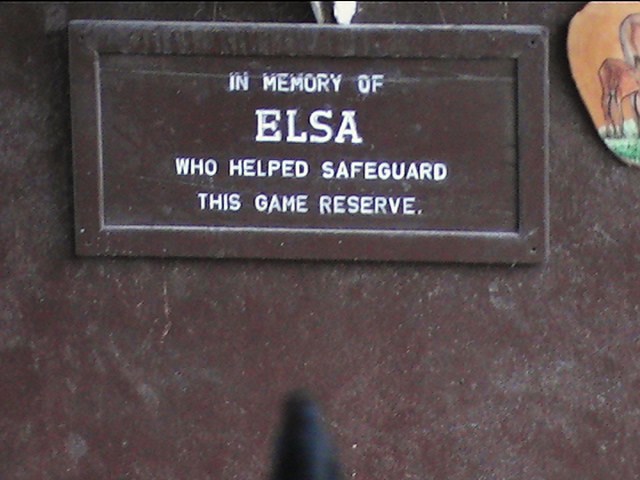 IN MEMORY OF
ELSA
WHO HELPED SAFEGUARD
THIS GAME RESERVE.